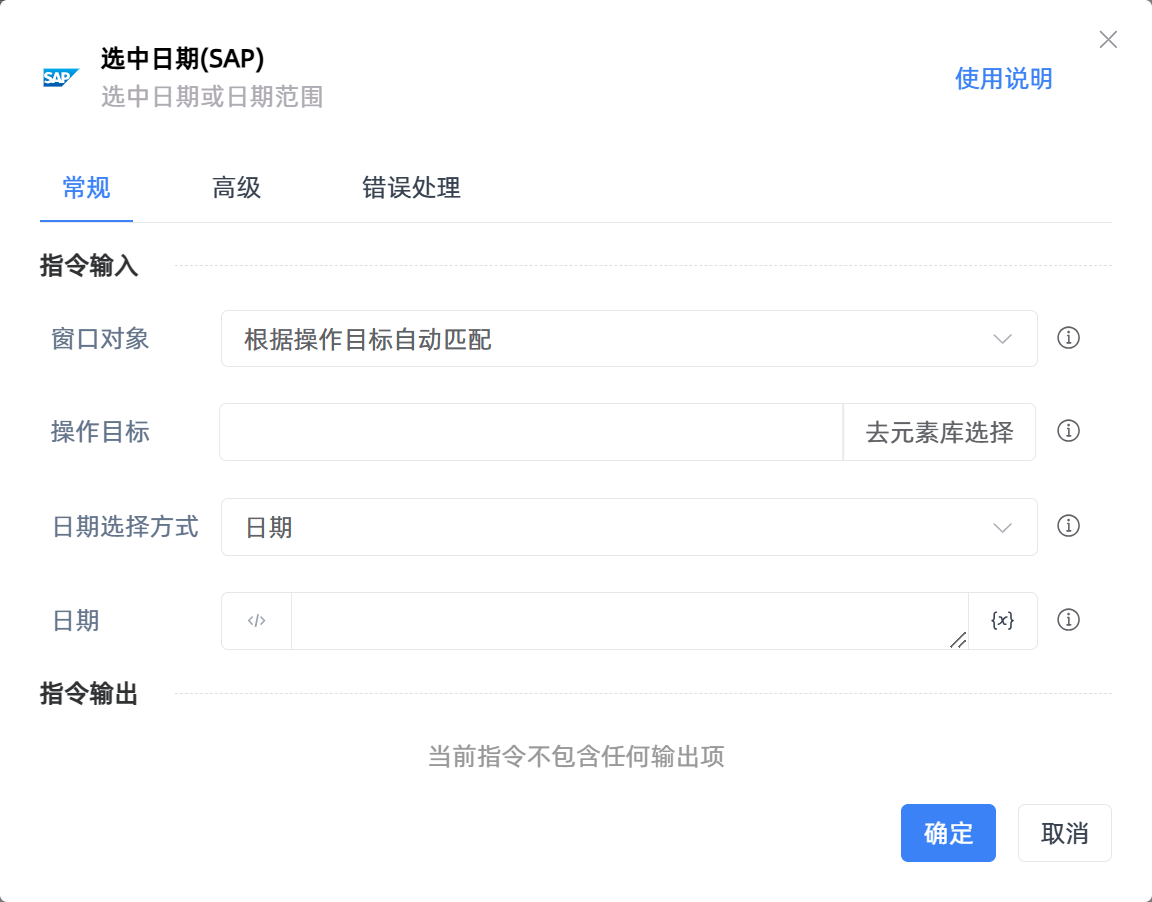 选中日期(SAP)
SAP
选中日期或日期范围
使用说明
常规 高级 错误处理
指令输入
窗口对象 根据操作目标自动匹配
操作目标 去元素库选择
日期选择方式 日期
日期 </> {x}
指令输出
当前指令不包含任何输出项
确定 取消